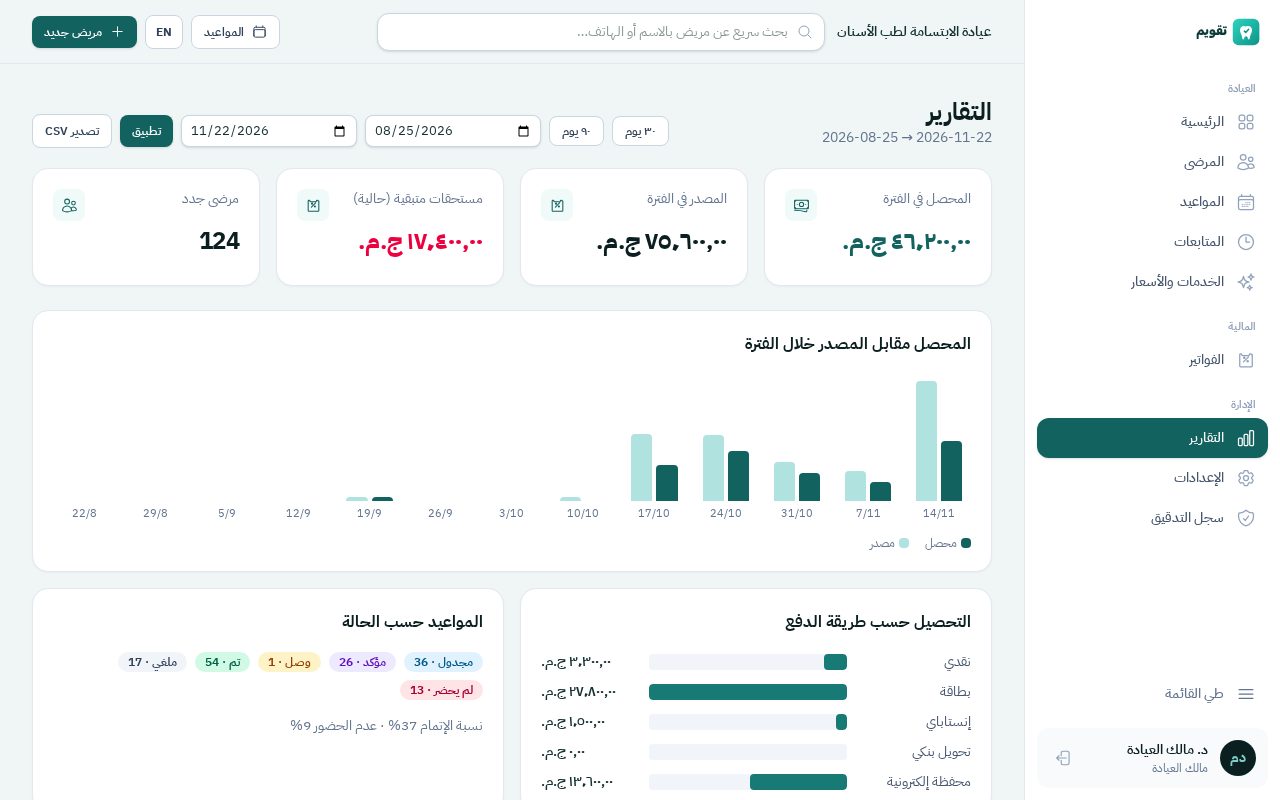 تقويم
العيادة
الرئيسية
المرضى
المواعيد
المتابعات
الخدمات والأسعار
المالية
الفواتير
الإدارة
التقارير
الإعدادات
سجل التدقيق
طي القائمة
دم
د. مالك العيادة
مالك العيادة
عيادة الابتسامة لطب الأسنان
بحث سريع عن مريض بالاسم أو الهاتف...
المواعيد
EN
مريض جديد
التقارير
2026-08-25 → 2026-11-22
٣٠ يوم
٩٠ يوم
08/25/2026
11/22/2026
تطبيق
تصدير CSV
المحصل في الفترة
٤٦٬٢٠٠٫٠٠ ج.م.
المصدر في الفترة
٧٥٬٦٠٠٫٠٠ ج.م.
مستحقات متبقية (حالية)
١٧٬٤٠٠٫٠٠ ج.م.
مرضى جدد
124
المحصل مقابل المصدر خلال الفترة
22/8 29/8 5/9 12/9 19/9 26/9 3/10 10/10 17/10 24/10 31/10 7/11 14/11
محصل
مصدر
التحصيل حسب طريقة الدفع
نقدي ٣٬٣٠٠٫٠٠ ج.م.
بطاقة ٢٧٬٨٠٠٫٠٠ ج.م.
إنستاباي ١٬٥٠٠٫٠٠ ج.م.
تحويل بنكي ٠٫٠٠ ج.م.
محفظة إلكترونية ١٣٬٦٠٠٫٠٠ ج.م.
المواعيد حسب الحالة
مجدول · 36
مؤكد · 26
وصل · 1
تم · 54
ملغي · 17
لم يحضر · 13
نسبة الإتمام 37% · عدم الحضور 9%